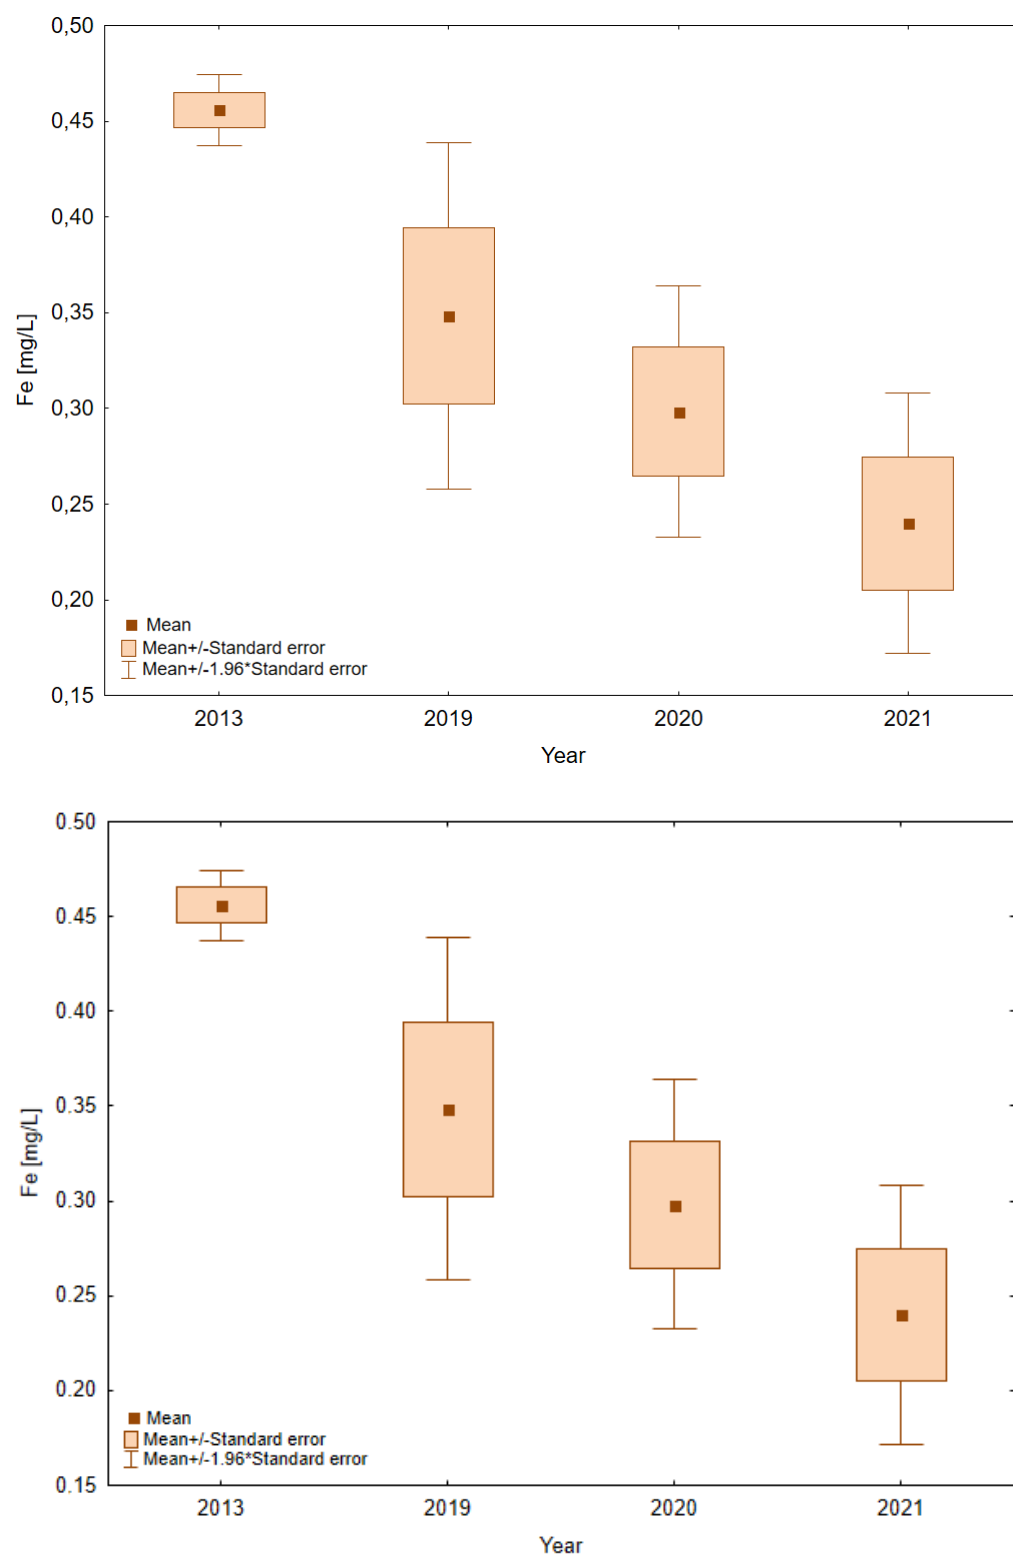 0,50
0,45
0,40
0,35
0,30
0,25
0,20
0,15
Fe [mg/L]
Mean
Mean+/-Standard error
Mean+/-1.96*Standard error
2013 2019 2020 2021
Year
0.50
0.45
0.40
0.35
0.30
0.25
0.20
0.15
Fe [mg/L]
Mean
Mean+/-Standard error
Mean+/-1.96*Standard error
2013 2019 2020 2021
Year